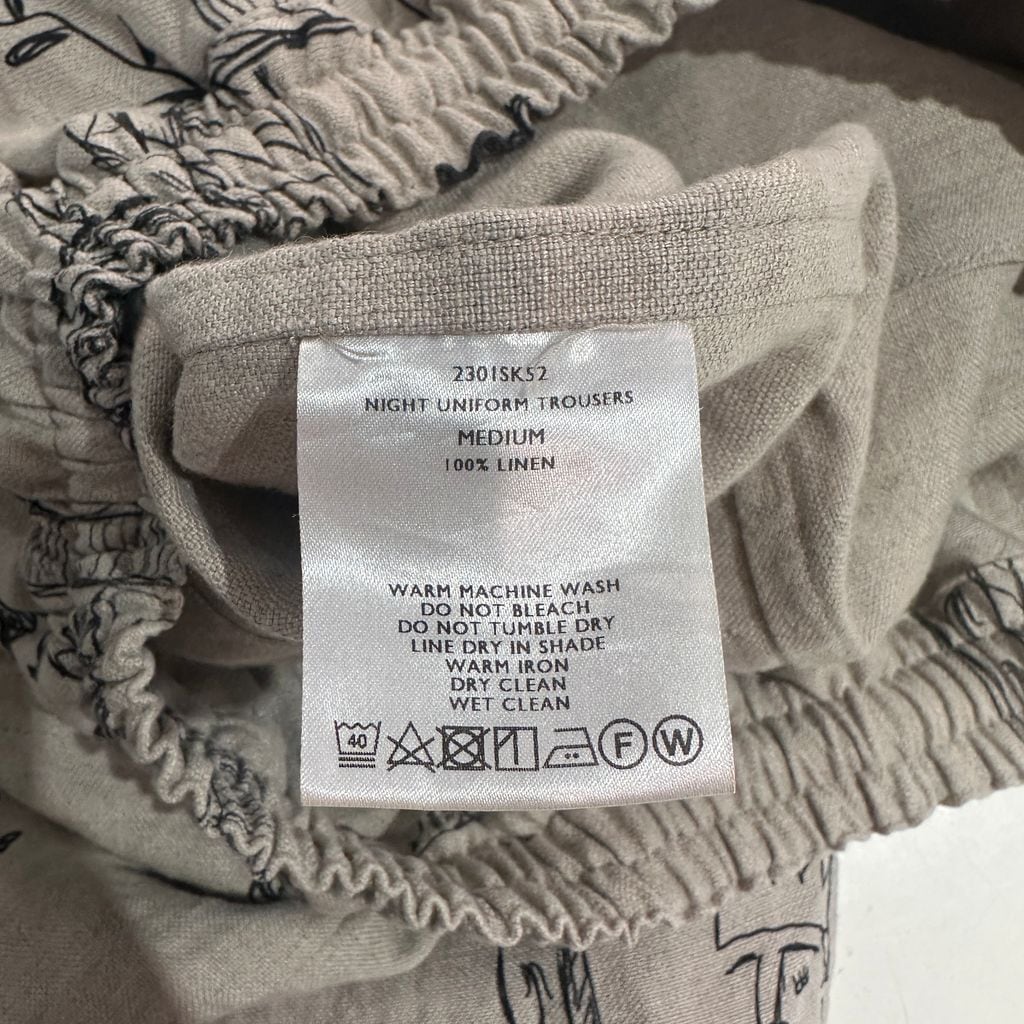 2301SK52
NIGHT UNIFORM TROUSERS
MEDIUM
100% LINEN
WARM MACHINE WASH
DO NOT BLEACH
DO NOT TUMBLE DRY
LINE DRY IN SHADE
WARM IRON
DRY CLEAN
WET CLEAN
40 F W